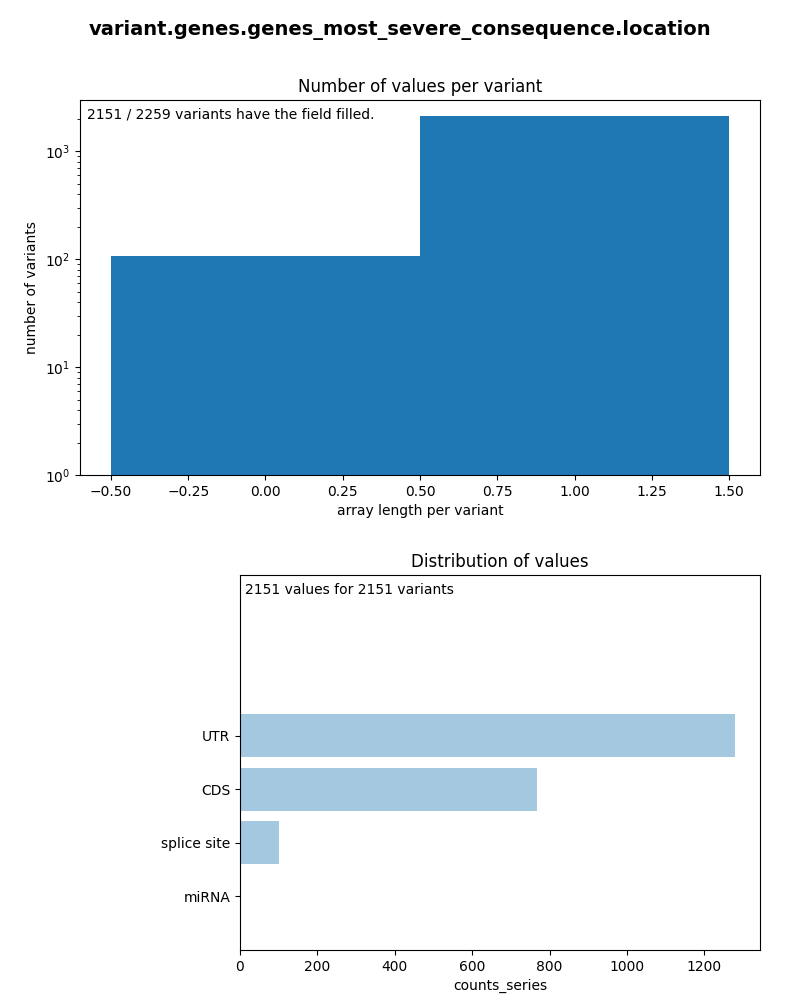 variant.genes.genes_most_severe_consequence.location
Number of values per variant
2151 / 2259 variants have the field filled.
10³
10²
10¹
10⁰
number of variants
−0.50 −0.25 0.00 0.25 0.50 0.75 1.00 1.25 1.50
array length per variant
Distribution of values
2151 values for 2151 variants
UTR
CDS
splice site
miRNA
0 200 400 600 800 1000 1200
counts_series